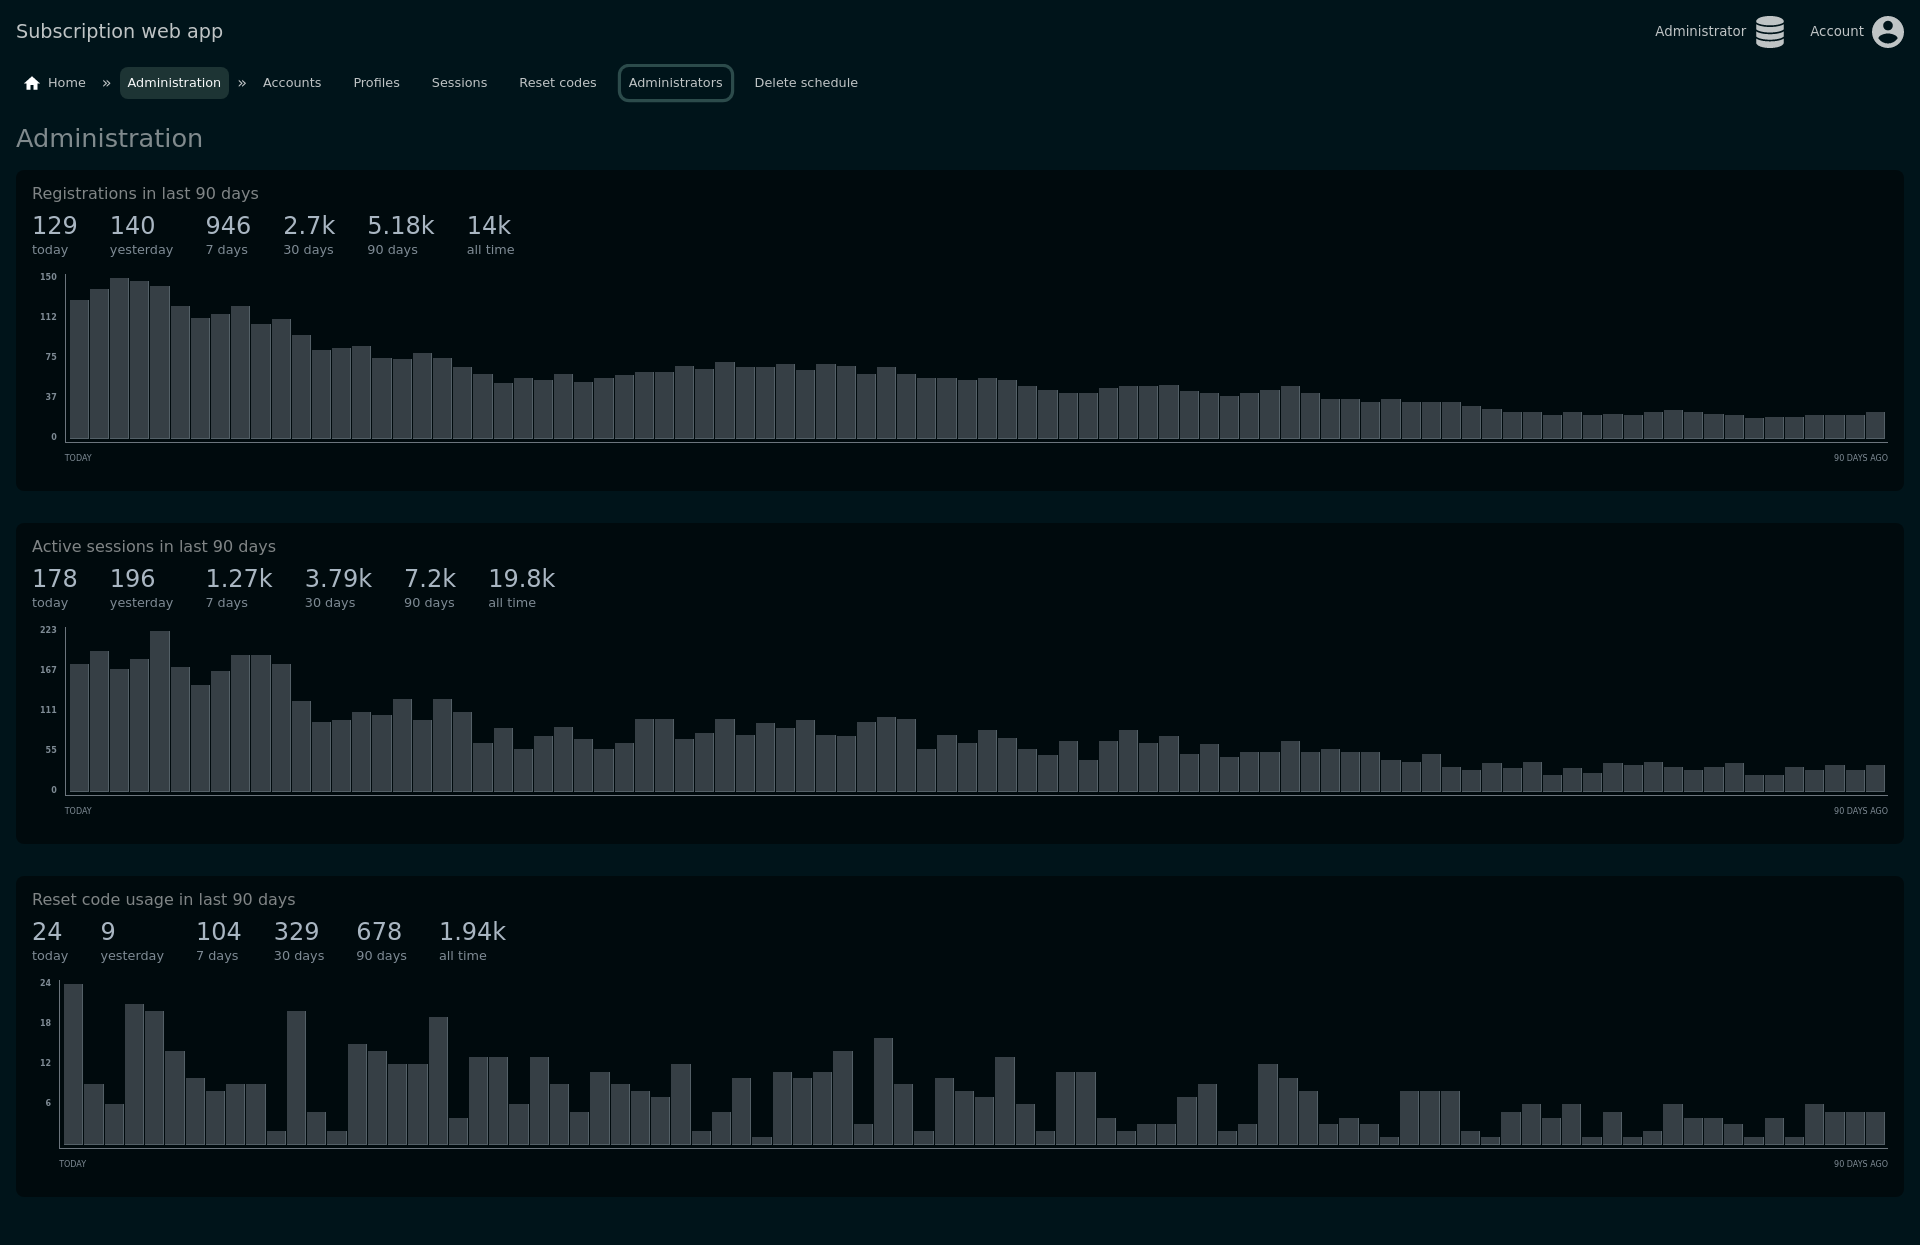 Subscription web app
Administrator Account
Home » Administration » Accounts Profiles Sessions Reset codes Administrators Delete schedule
Administration
Registrations in last 90 days
129 140 946 2.7k 5.18k 14k
today yesterday 7 days 30 days 90 days all time
150
112
75
37
0
TODAY 90 DAYS AGO
Active sessions in last 90 days
178 196 1.27k 3.79k 7.2k 19.8k
today yesterday 7 days 30 days 90 days all time
223
167
111
55
0
TODAY 90 DAYS AGO
Reset code usage in last 90 days
24 9 104 329 678 1.94k
today yesterday 7 days 30 days 90 days all time
24
18
12
6
TODAY 90 DAYS AGO